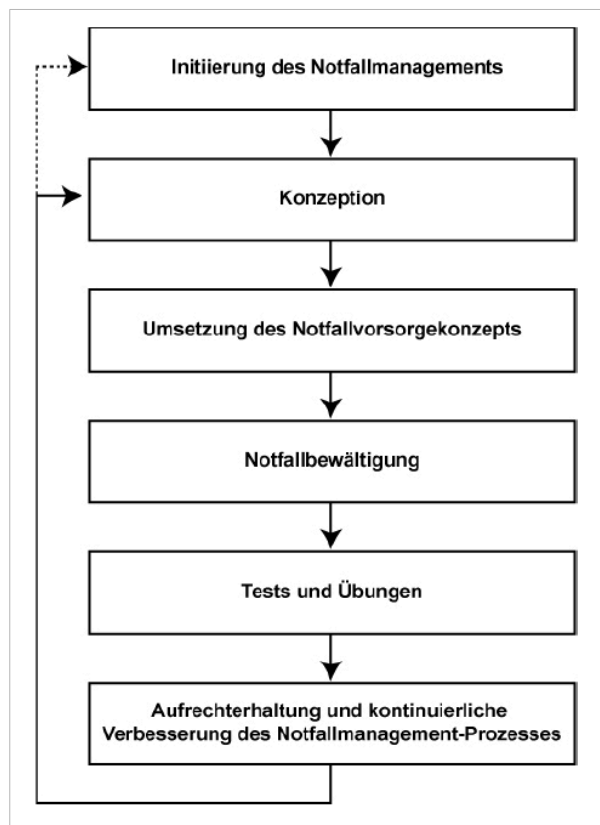 Initiierung des Notfallmanagements
Konzeption
Umsetzung des Notfallvorsorgekonzepts
Notfallbewältigung
Tests und Übungen
Aufrechterhaltung und kontinuierliche
Verbesserung des Notfallmanagement-Prozesses